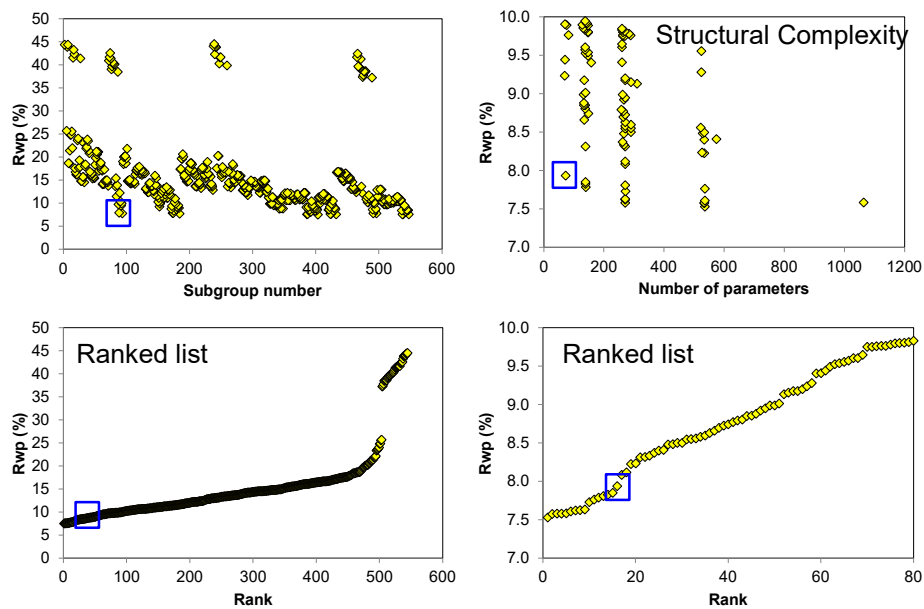 50
45
40
35
30
25
20
15
10
5
0
Rwp (%)
0 100 200 300 400 500 600
Subgroup number
Structural Complexity
10.0
9.5
9.0
8.5
8.0
7.5
7.0
Rwp (%)
0 200 400 600 800 1000 1200
Number of parameters
Ranked list
50
45
40
35
30
25
20
15
10
5
0
Rwp (%)
0 100 200 300 400 500 600
Rank
Ranked list
10.0
9.5
9.0
8.5
8.0
7.5
7.0
Rwp (%)
0 20 40 60 80
Rank